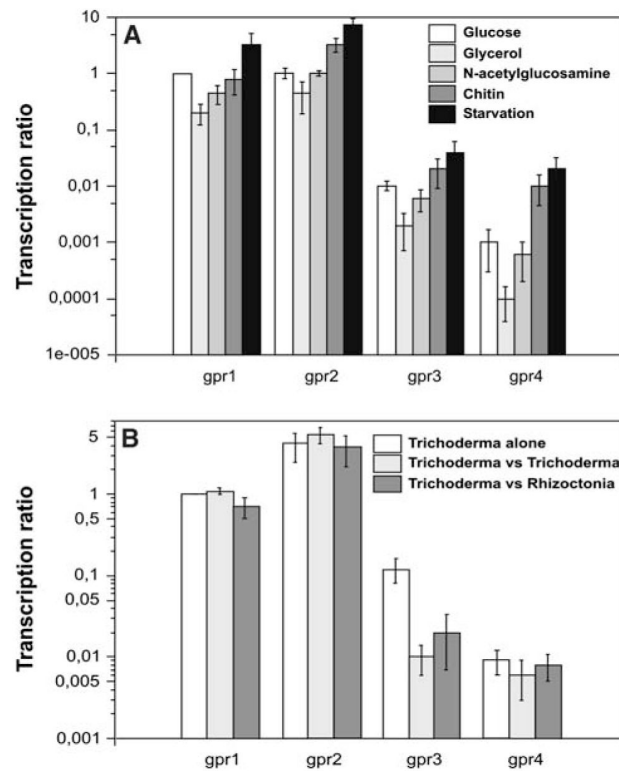 A
Glucose
Glycerol
N-acetylglucosamine
Chitin
Starvation
Transcription ratio
10
1
0,1
0,01
0,001
0,0001
1e-005
gpr1 gpr2 gpr3 gpr4
B
Trichoderma alone
Trichoderma vs Trichoderma
Trichoderma vs Rhizoctonia
Transcription ratio
5
1
0,5
0,1
0,05
0,01
0,005
0,001
gpr1 gpr2 gpr3 gpr4